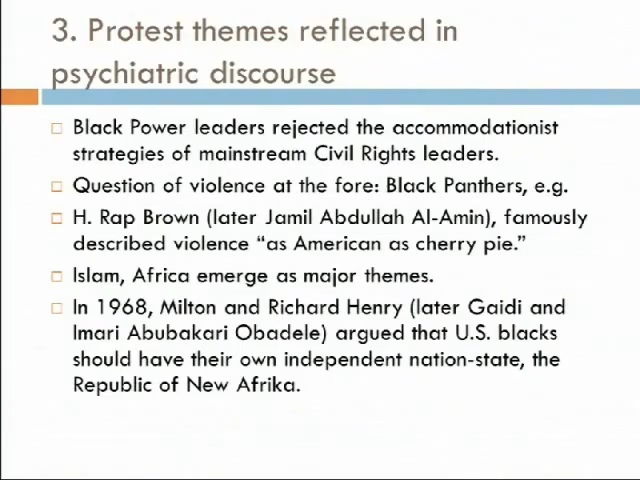 3. Protest themes reflected in
psychiatric discourse
□ Black Power leaders rejected the accommodationist
strategies of mainstream Civil Rights leaders.
□ Question of violence at the fore: Black Panthers, e.g.
□ H. Rap Brown (later Jamil Abdullah Al-Amin), famously
described violence “as American as cherry pie.”
□ Islam, Africa emerge as major themes.
□ In 1968, Milton and Richard Henry (later Gaidi and
Imari Abubakari Obadele) argued that U.S. blacks
should have their own independent nation-state, the
Republic of New Afrika.